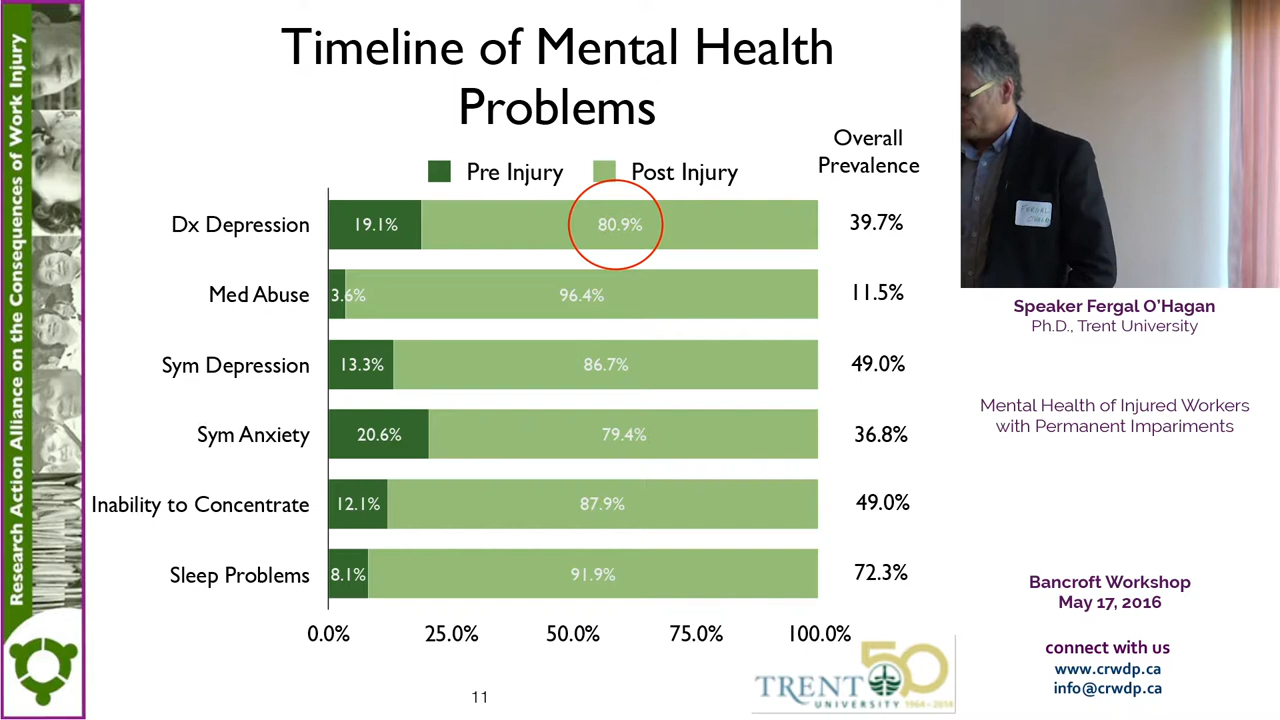 Research Action Alliance on the Consequences of Work Injury
Timeline of Mental Health
Problems
Overall
Prevalence
Pre Injury
Post Injury
Dx Depression
19.1%
80.9%
39.7%
Med Abuse
3.6%
96.4%
11.5%
Sym Depression
13.3%
86.7%
49.0%
Sym Anxiety
20.6%
79.4%
36.8%
Inability to Concentrate
12.1%
87.9%
49.0%
Sleep Problems
8.1%
91.9%
72.3%
0.0%
25.0%
50.0%
75.0%
100.0%
11
TRENT
UNIVERSITY
50
1964-2014
FERGAL
Speaker Fergal O'Hagan
Ph.D., Trent University
Mental Health of Injured Workers
with Permanent Impariments
Bancroft Workshop
May 17, 2016
connect with us
www.crwdp.ca
info@crwdp.ca